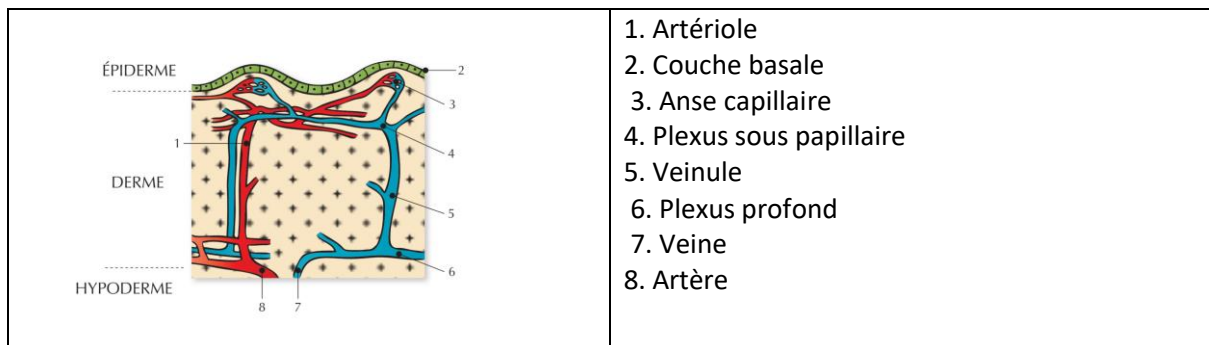 ÉPIDERME
DERME
HYPODERME
1
2
3
4
5
6
7
8
1. Artériole
2. Couche basale
3. Anse capillaire
4. Plexus sous papillaire
5. Veinule
6. Plexus profond
7. Veine
8. Artère